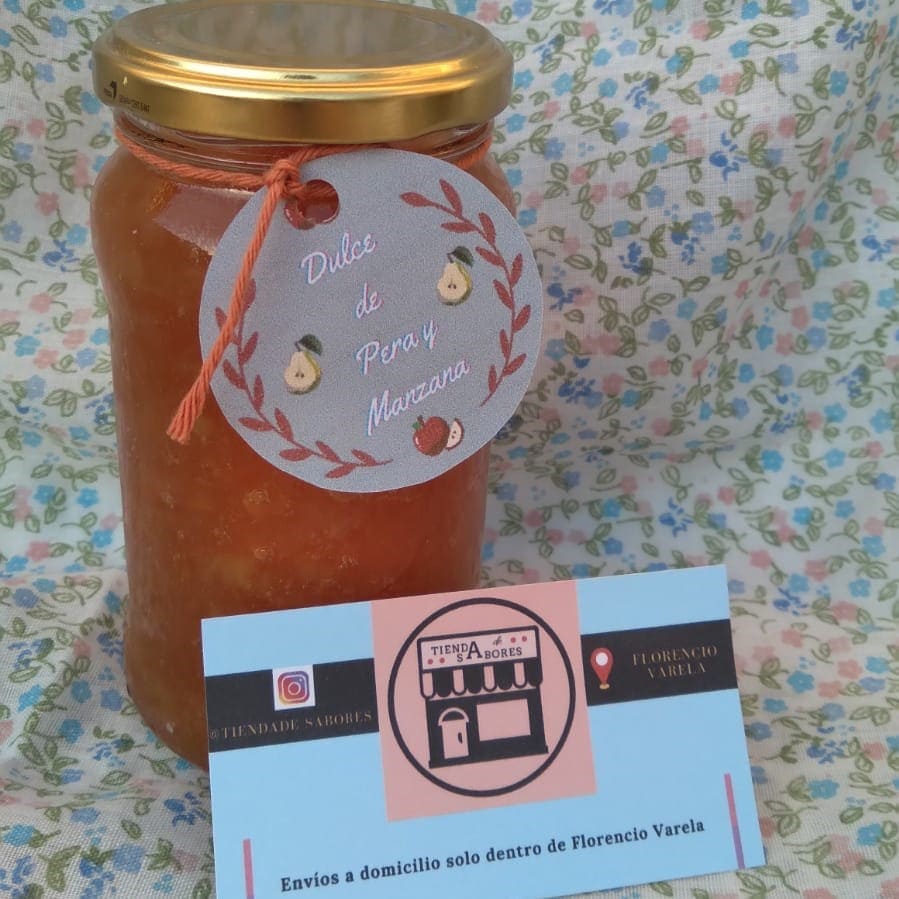 Dulce
de
Pera y
Manzana
TIENDA de
SABORES
@TIENDADE SABORES
FLORENCIO
VARELA
Envíos a domicilio solo dentro de Florencio Varela